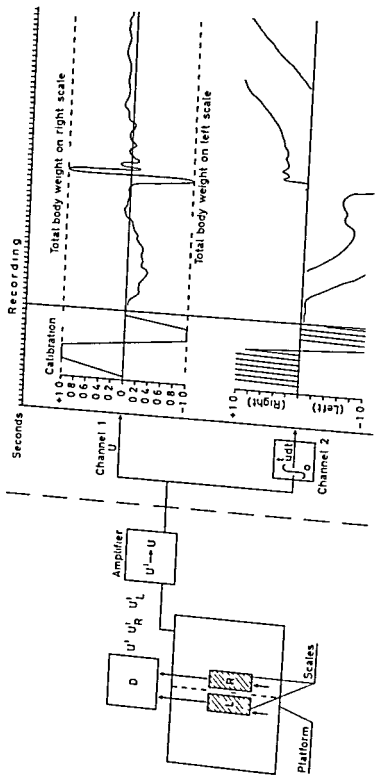 Recording
Seconds
Calibration
Total body weight on right scale
Total body weight on left scale
+1.0
0.8
0.6
0.4
0.2
0
0.2
0.4
0.6
0.8
-1.0
+1.0
(Right)
(Left)
-1.0
Channel 1
U
t
∫ udt
o
Channel 2
Amplifier
U'→U
U' U'R U'L
D
L
R
Scales
Platform